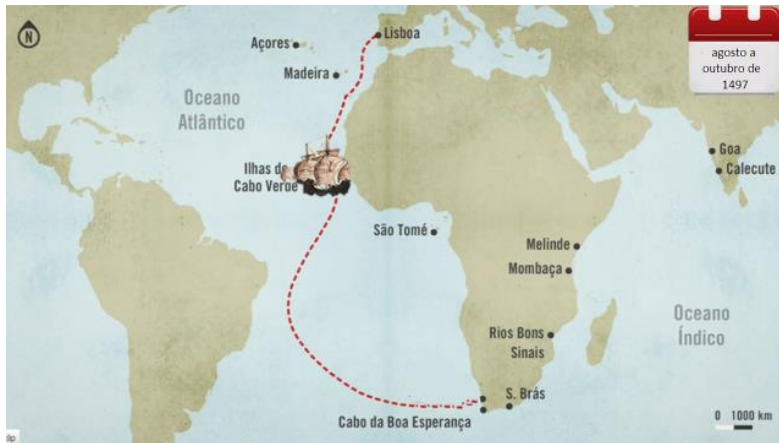 N
Açores
Lisboa
agosto a
outubro de
1497
Madeira
Oceano
Atlântico
Ilhas d
Cabo Verde
Goa
Calecute
São Tomé
Melinde
Mombaça
Oceano
Índico
Rios Bons
Sinais
S. Brás
Cabo da Boa Esperança
0 1000 km